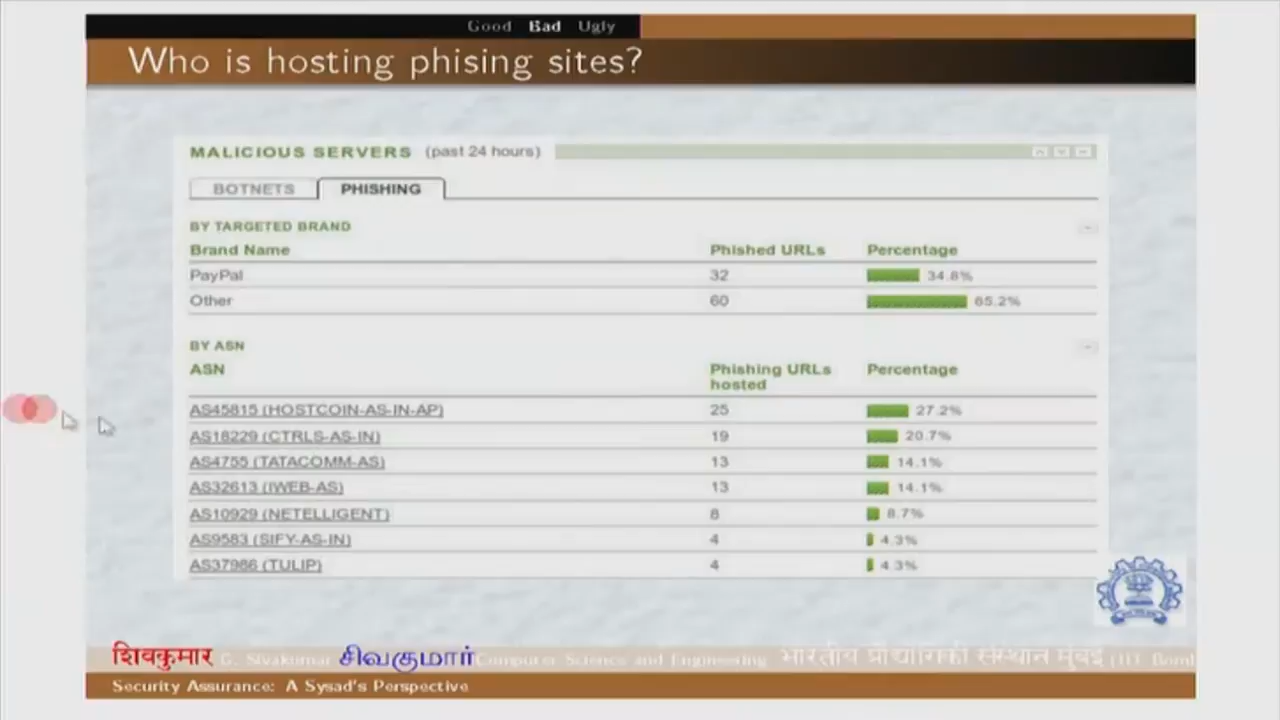 Good Bad Ugly
Who is hosting phising sites?
MALICIOUS SERVERS (past 24 hours)
BOTNETS PHISHING
BY TARGETED BRAND
Brand Name Phished URLs Percentage
PayPal 32 34.8%
Other 60 65.2%
BY ASN
ASN Phishing URLs hosted Percentage
AS45815 (HOSTCOIN-AS-IN-AP) 25 27.2%
AS18229 (CTRLS-AS-IN) 19 20.7%
AS4755 (TATACOMM-AS) 13 14.1%
AS32613 (IWEB-AS) 13 14.1%
AS10929 (NETELLIGENT) 8 8.7%
AS9583 (SIFY-AS-IN) 4 4.3%
AS37986 (TULIP) 4 4.3%
शिवकुमार G. Sivakumar சிவகுமார் Computer Science and Engineering भारतीय प्रौद्योगिकी संस्थान मुंबई (IIT Bom
Security Assurance: A Sysad's Perspective